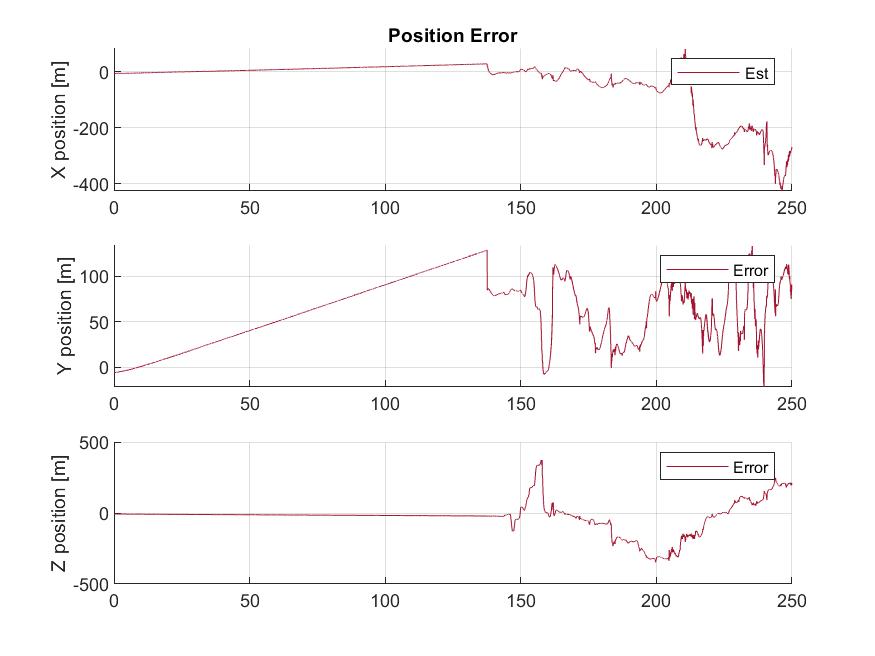 Position Error
X position [m]
0
-200
-400
Est
0 50 100 150 200 250
Y position [m]
100
50
0
Error
0 50 100 150 200 250
Z position [m]
500
0
-500
Error
0 50 100 150 200 250